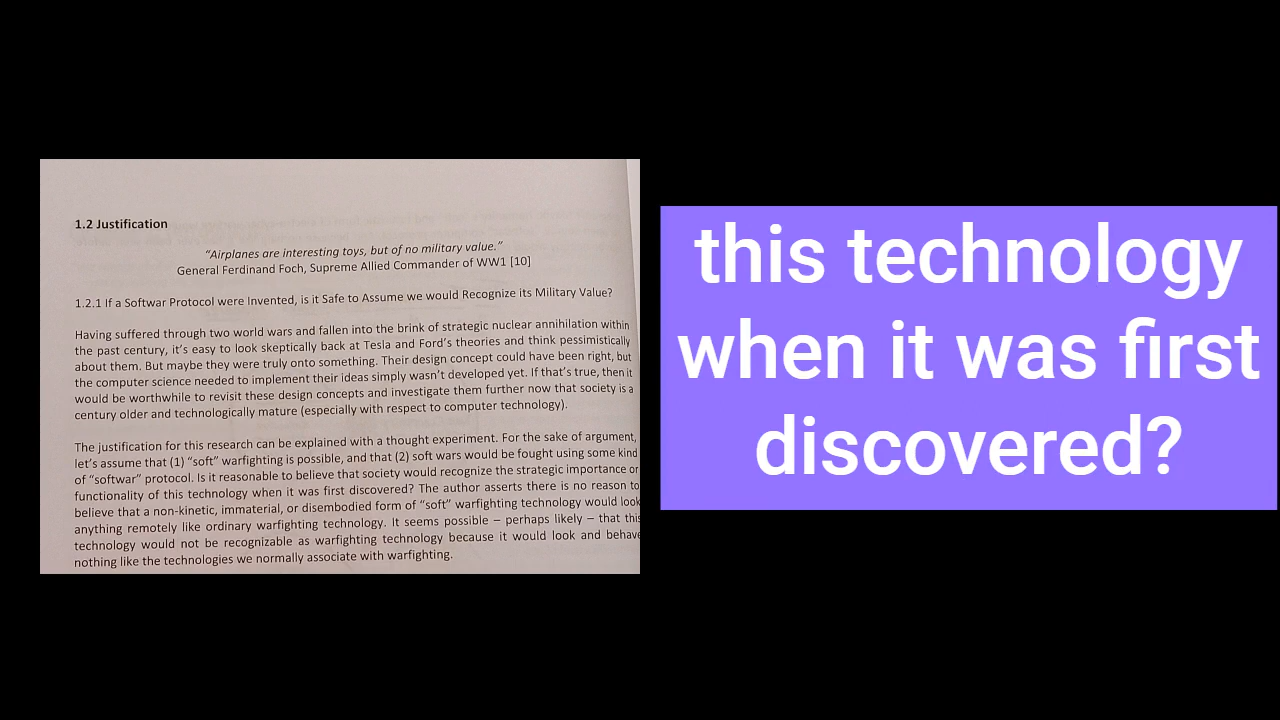 1.2 Justification
“Airplanes are interesting toys, but of no military value.”
General Ferdinand Foch, Supreme Allied Commander of WW1 [10]
1.2.1 If a Softwar Protocol were Invented, is it Safe to Assume we would Recognize its Military Value?
Having suffered through two world wars and fallen into the brink of strategic nuclear annihilation within
the past century, it’s easy to look skeptically back at Tesla and Ford’s theories and think pessimistically
about them. But maybe they were truly onto something. Their design concept could have been right, but
the computer science needed to implement their ideas simply wasn’t developed yet. If that’s true, then it
would be worthwhile to revisit these design concepts and investigate them further now that society is a
century older and technologically mature (especially with respect to computer technology).
The justification for this research can be explained with a thought experiment. For the sake of argument,
let’s assume that (1) “soft” warfighting is possible, and that (2) soft wars would be fought using some kind
of “softwar” protocol. Is it reasonable to believe that society would recognize the strategic importance or
functionality of this technology when it was first discovered? The author asserts there is no reason to
believe that a non-kinetic, immaterial, or disembodied form of “soft” warfighting technology would look
anything remotely like ordinary warfighting technology. It seems possible – perhaps likely – that this
technology would not be recognizable as warfighting technology because it would look and behave
nothing like the technologies we normally associate with warfighting.
this technology
when it was first
discovered?